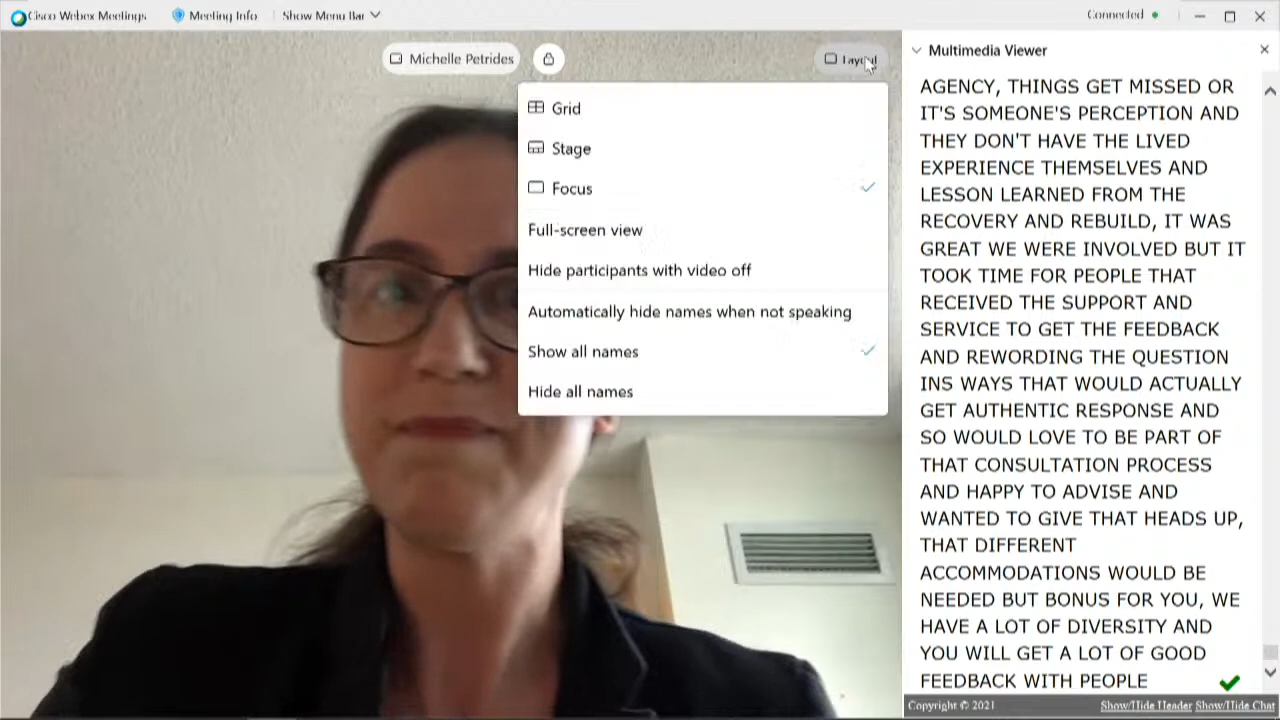 Cisco Webex Meetings
Meeting Info
Show Menu Bar
Connected
Michelle Petrides
Layout
Grid
Stage
Focus
Full-screen view
Hide participants with video off
Automatically hide names when not speaking
Show all names
Hide all names
Multimedia Viewer
AGENCY, THINGS GET MISSED OR
IT'S SOMEONE'S PERCEPTION AND
THEY DON'T HAVE THE LIVED
EXPERIENCE THEMSELVES AND
LESSON LEARNED FROM THE
RECOVERY AND REBUILD, IT WAS
GREAT WE WERE INVOLVED BUT IT
TOOK TIME FOR PEOPLE THAT
RECEIVED THE SUPPORT AND
SERVICE TO GET THE FEEDBACK
AND REWORDING THE QUESTION
INS WAYS THAT WOULD ACTUALLY
GET AUTHENTIC RESPONSE AND
SO WOULD LOVE TO BE PART OF
THAT CONSULTATION PROCESS
AND HAPPY TO ADVISE AND
WANTED TO GIVE THAT HEADS UP,
THAT DIFFERENT
ACCOMMODATIONS WOULD BE
NEEDED BUT BONUS FOR YOU, WE
HAVE A LOT OF DIVERSITY AND
YOU WILL GET A LOT OF GOOD
FEEDBACK WITH PEOPLE
Copyright © 2021
Show/Hide Header Show/Hide Chat